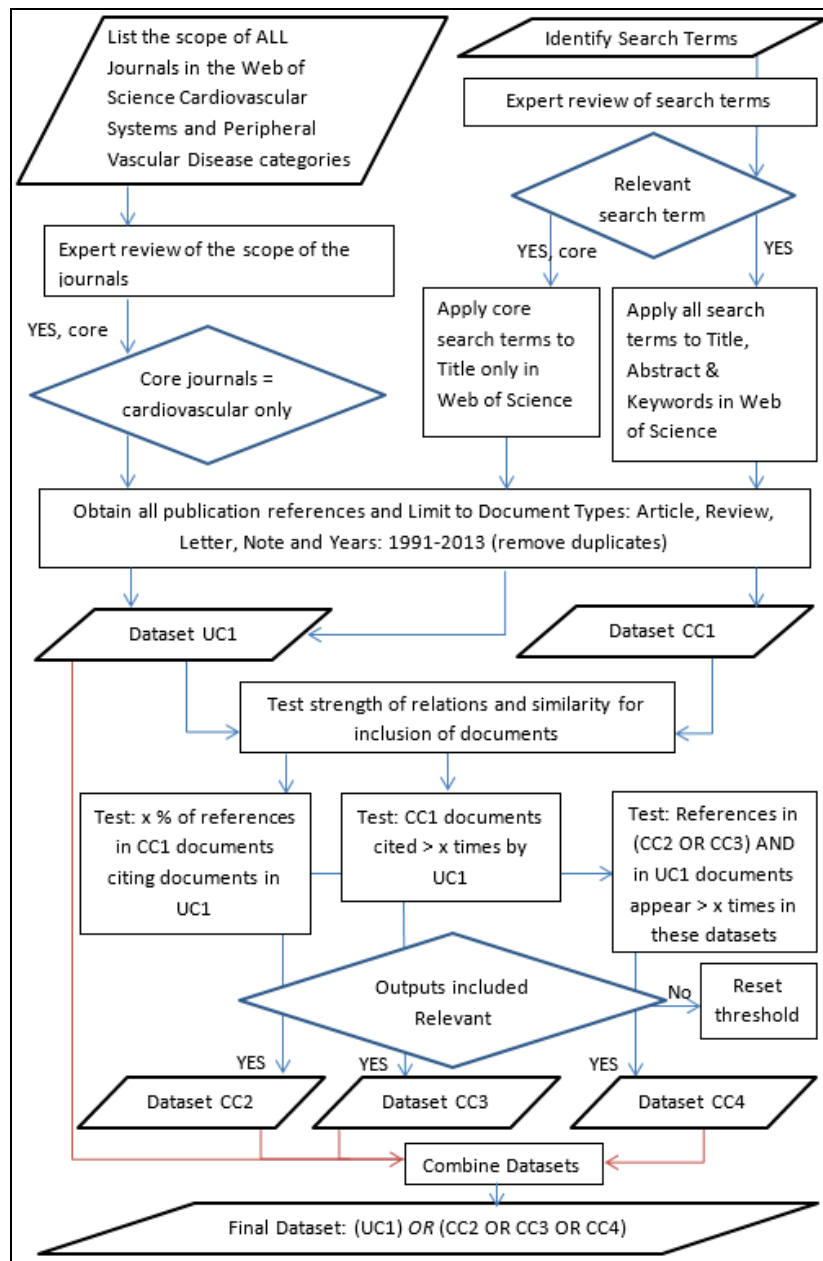 List the scope of ALL
Journals in the Web of
Science Cardiovascular
Systems and Peripheral
Vascular Disease categories
Identify Search Terms
Expert review of search terms
Relevant
search term
Expert review of the scope of the
journals
YES, core
YES
YES, core
Apply core
search terms to
Title only in
Web of Science
Apply all search
terms to Title,
Abstract &
Keywords in Web
of Science
Core journals =
cardiovascular only
Obtain all publication references and Limit to Document Types: Article, Review,
Letter, Note and Years: 1991-2013 (remove duplicates)
Dataset UC1
Dataset CC1
Test strength of relations and similarity for
inclusion of documents
Test: x % of references
in CC1 documents
citing documents in
UC1
Test: CC1 documents
cited > x times by
UC1
Test: References in
(CC2 OR CC3) AND
in UC1 documents
appear > x times in
these datasets
Outputs included
Relevant
No
Reset
threshold
YES
YES
YES
Dataset CC2
Dataset CC3
Dataset CC4
Combine Datasets
Final Dataset: (UC1) OR (CC2 OR CC3 OR CC4)